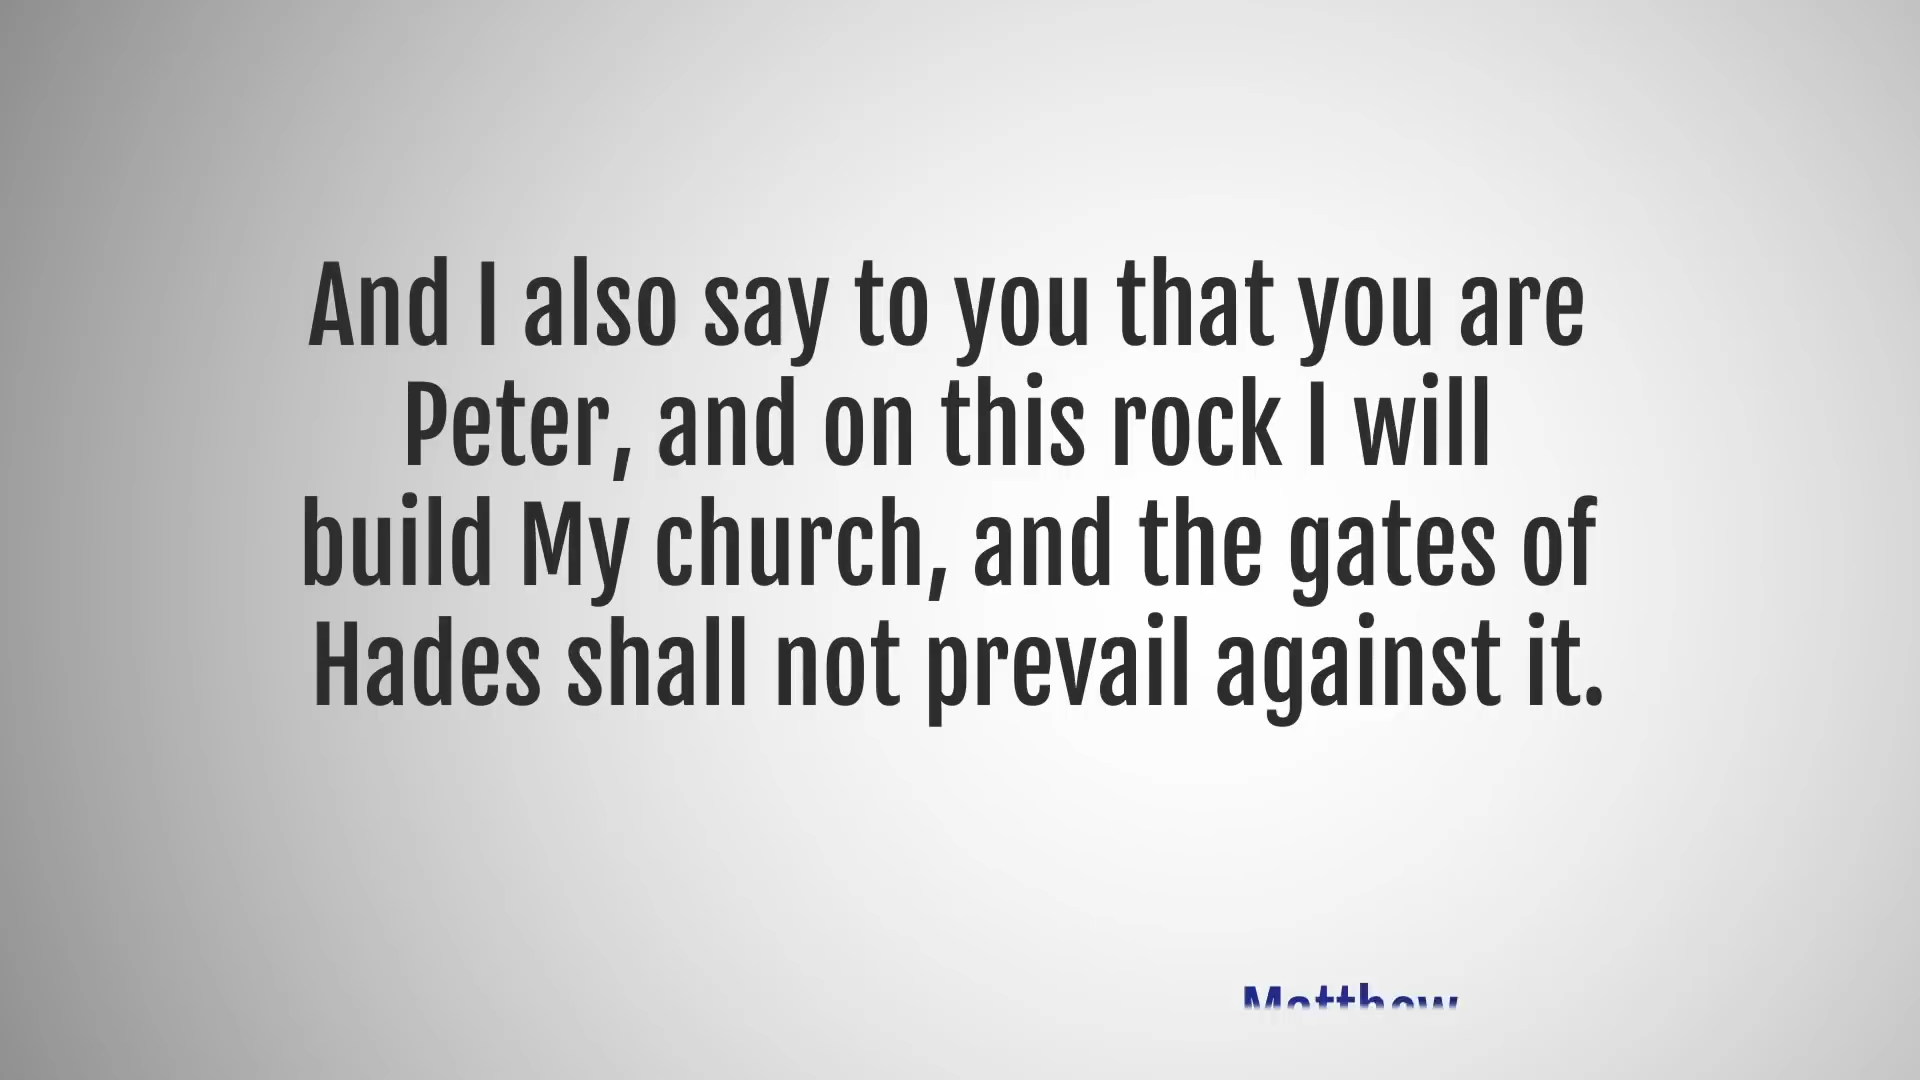 And I also say to you that you are
Peter, and on this rock I will
build My church, and the gates of
Hades shall not prevail against it.
Matthew